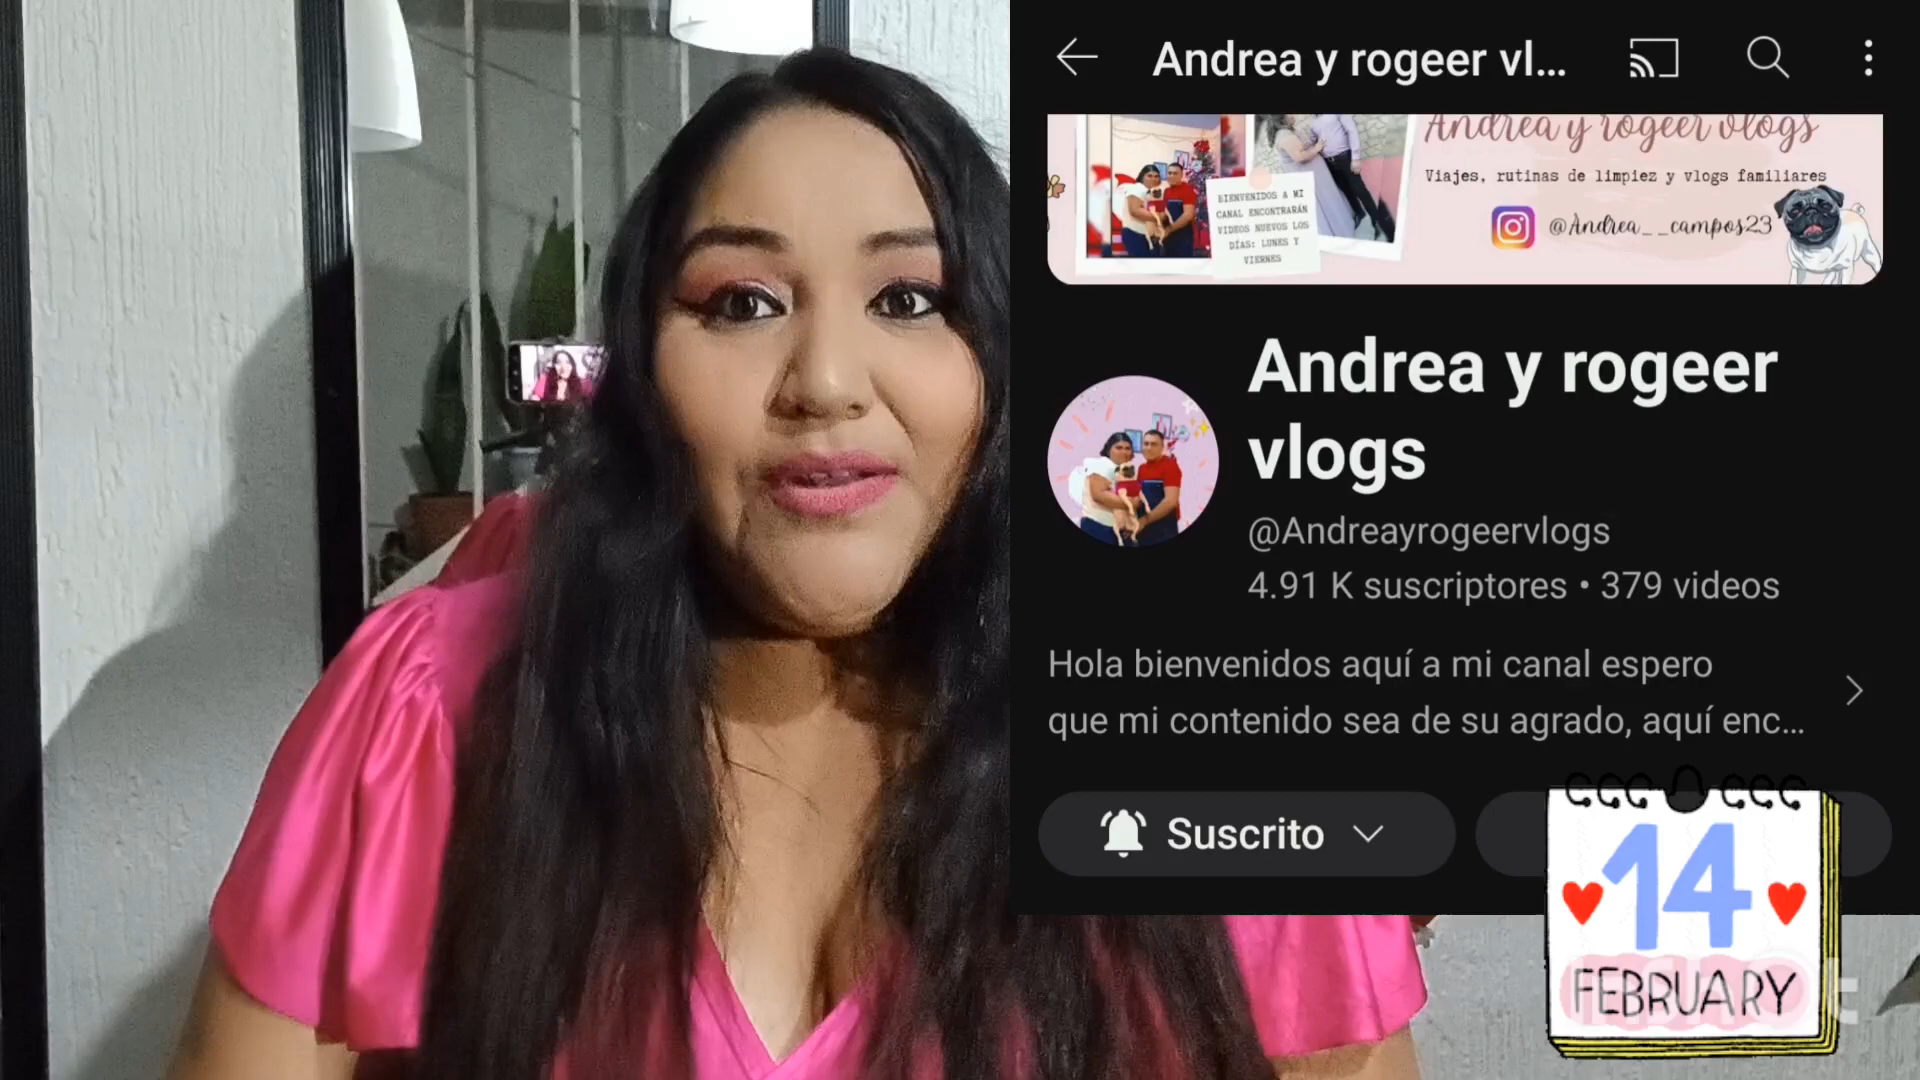 Andrea y rogeer vl...
Andrea y rogeer vlogs
Viajes, rutinas de limpiez y vlogs familiares
BIENVENIDOS A MI
CANAL ENCONTRARÁN
VIDEOS NUEVOS LOS
DÍAS: LUNES Y
VIERNES
@Andrea__campos23
Andrea y rogeer
vlogs
@Andreayrogeervlogs
4.91 K suscriptores • 379 videos
Hola bienvenidos aquí a mi canal espero
que mi contenido sea de su agrado, aquí enc...
Suscrito
14
FEBRUARY